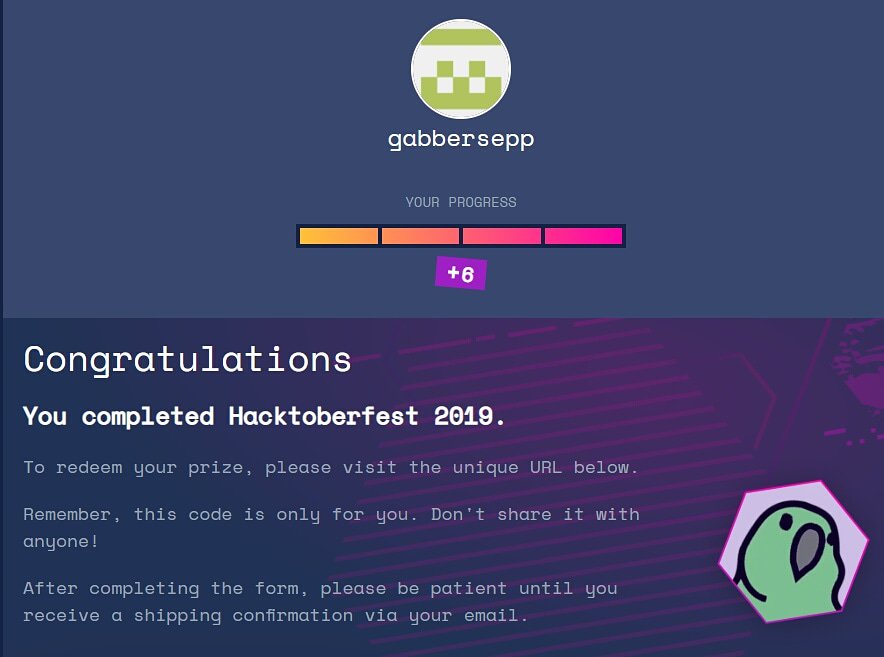 gabbersepp
YOUR PROGRESS
+6
Congratulations
You completed Hacktoberfest 2019.
To redeem your prize, please visit the unique URL below.
Remember, this code is only for you. Don't share it with
anyone!
After completing the form, please be patient until you
receive a shipping confirmation via your email.